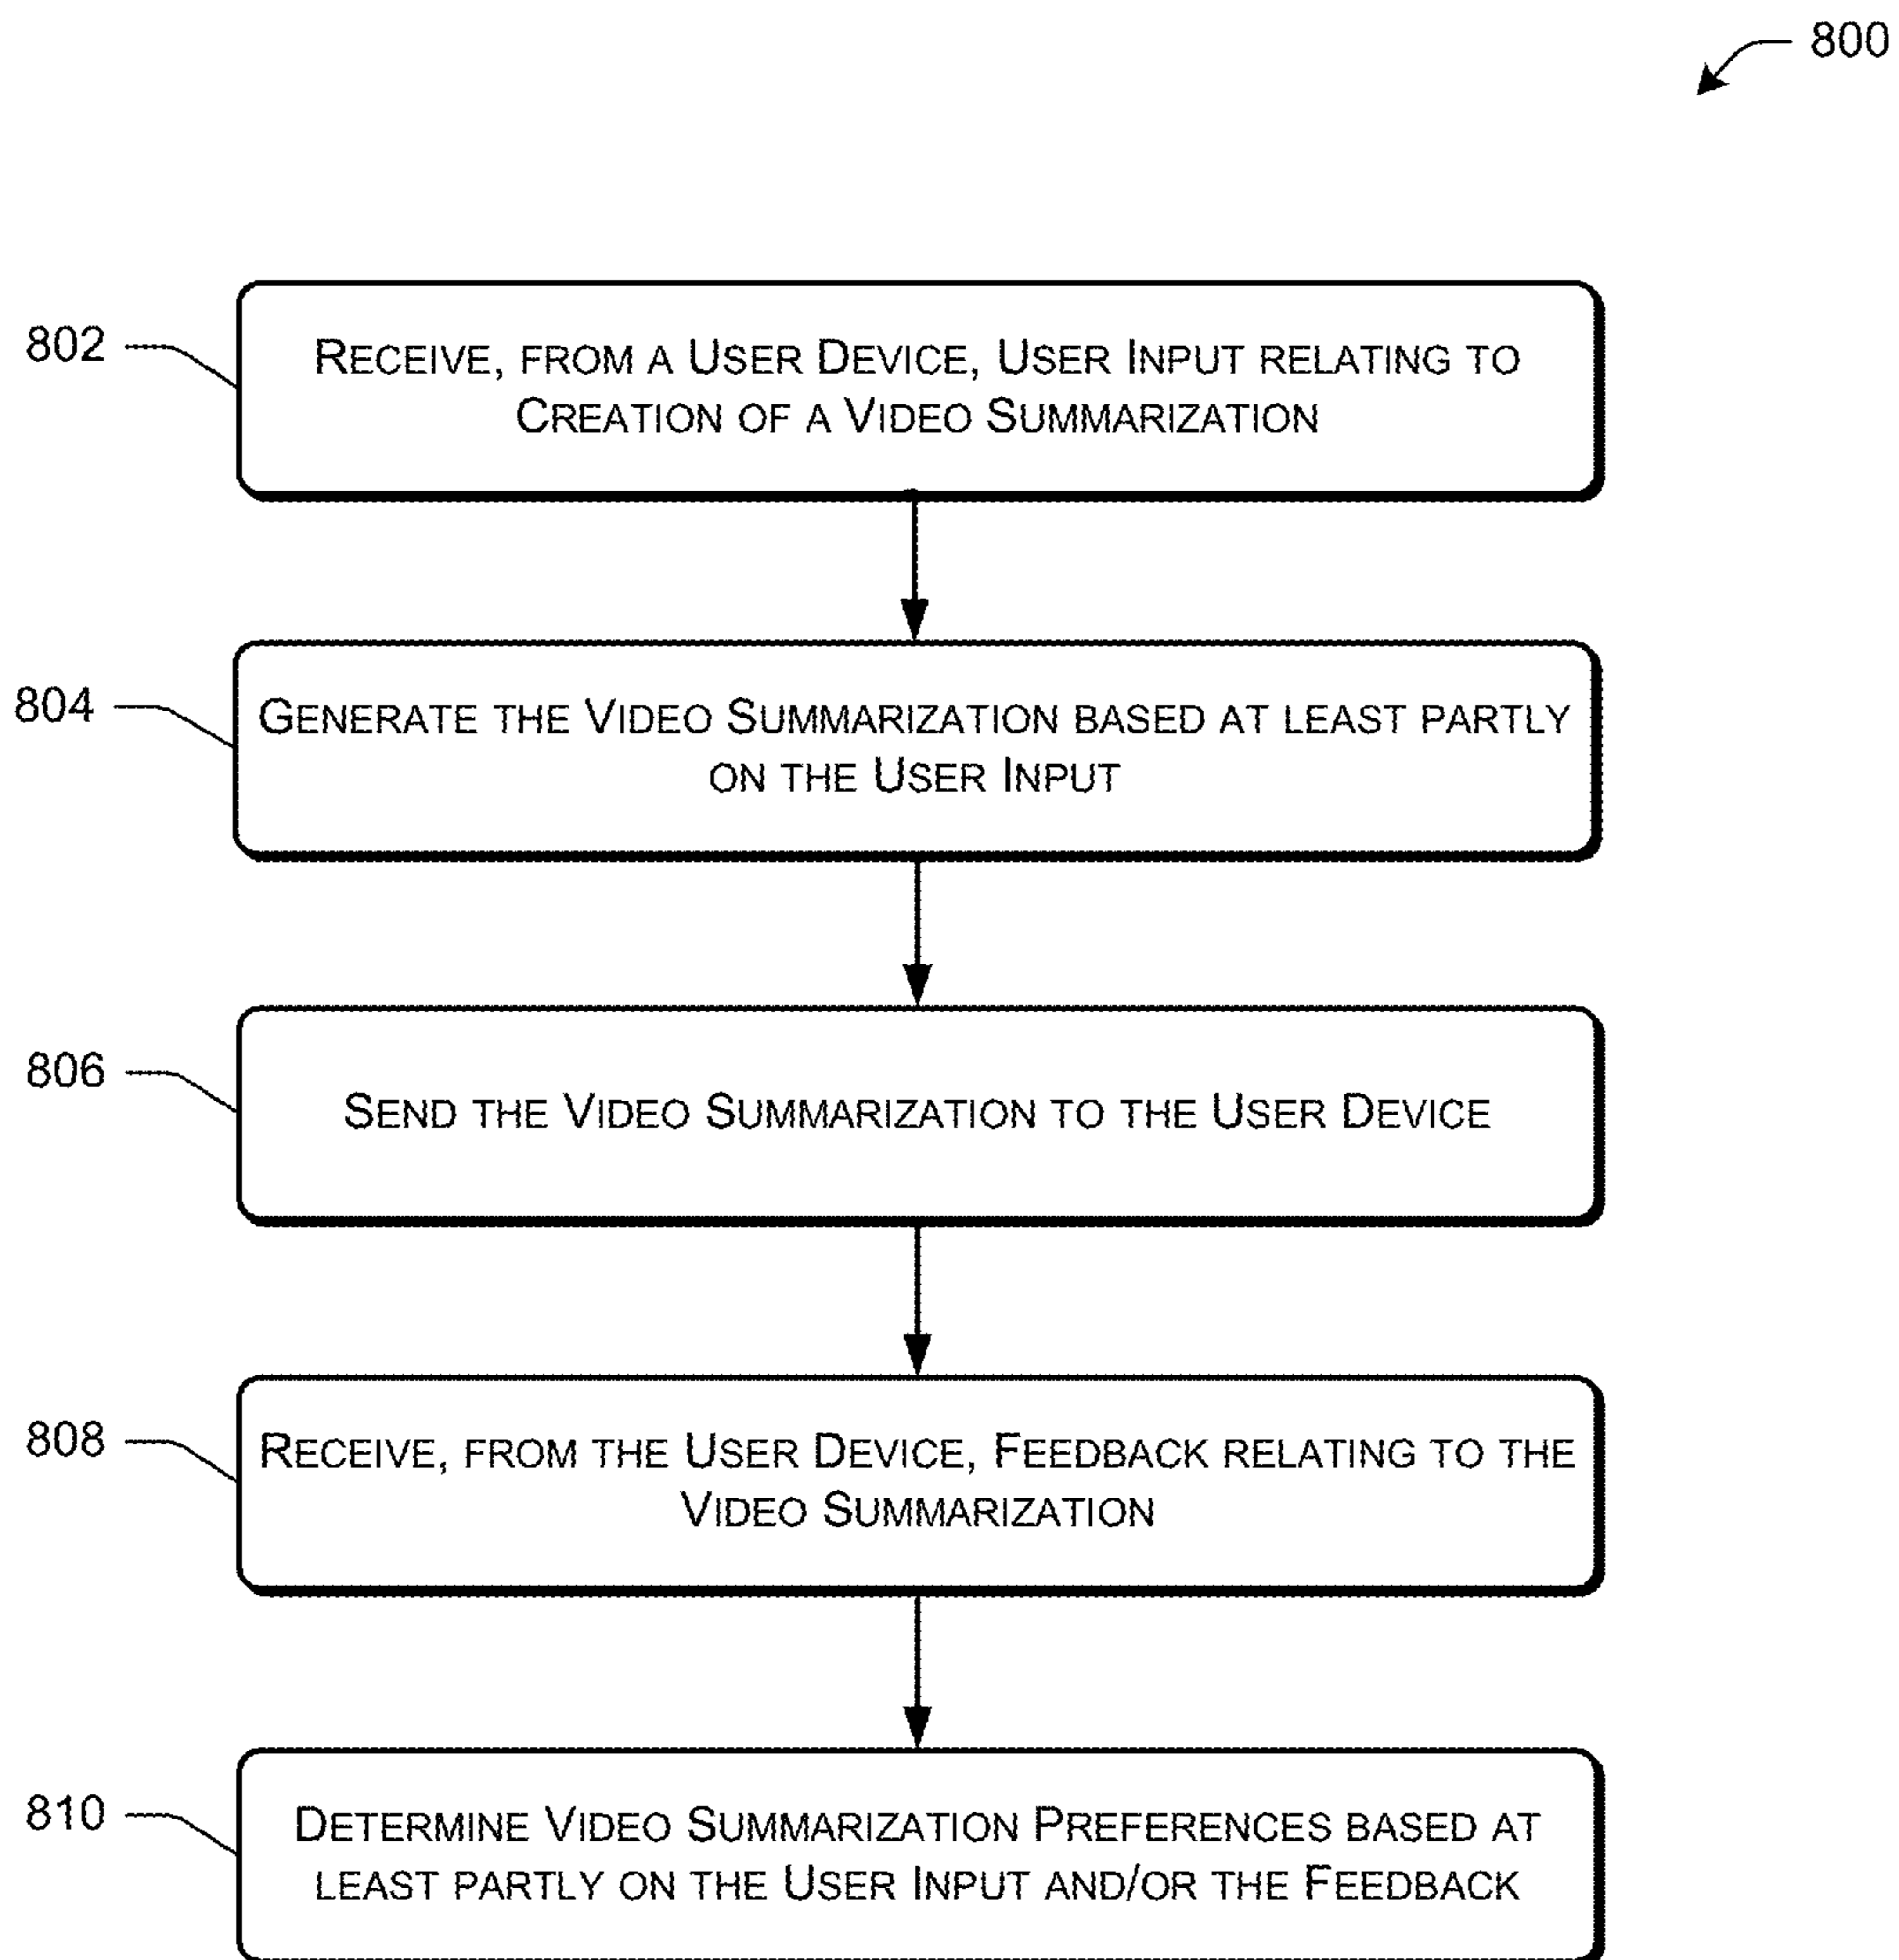 800
802
RECEIVE, FROM A USER DEVICE, USER INPUT RELATING TO
CREATION OF A VIDEO SUMMARIZATION
804
GENERATE THE VIDEO SUMMARIZATION BASED AT LEAST PARTLY
ON THE USER INPUT
806
SEND THE VIDEO SUMMARIZATION TO THE USER DEVICE
808
RECEIVE, FROM THE USER DEVICE, FEEDBACK RELATING TO THE
VIDEO SUMMARIZATION
810
DETERMINE VIDEO SUMMARIZATION PREFERENCES BASED AT
LEAST PARTLY ON THE USER INPUT AND/OR THE FEEDBACK